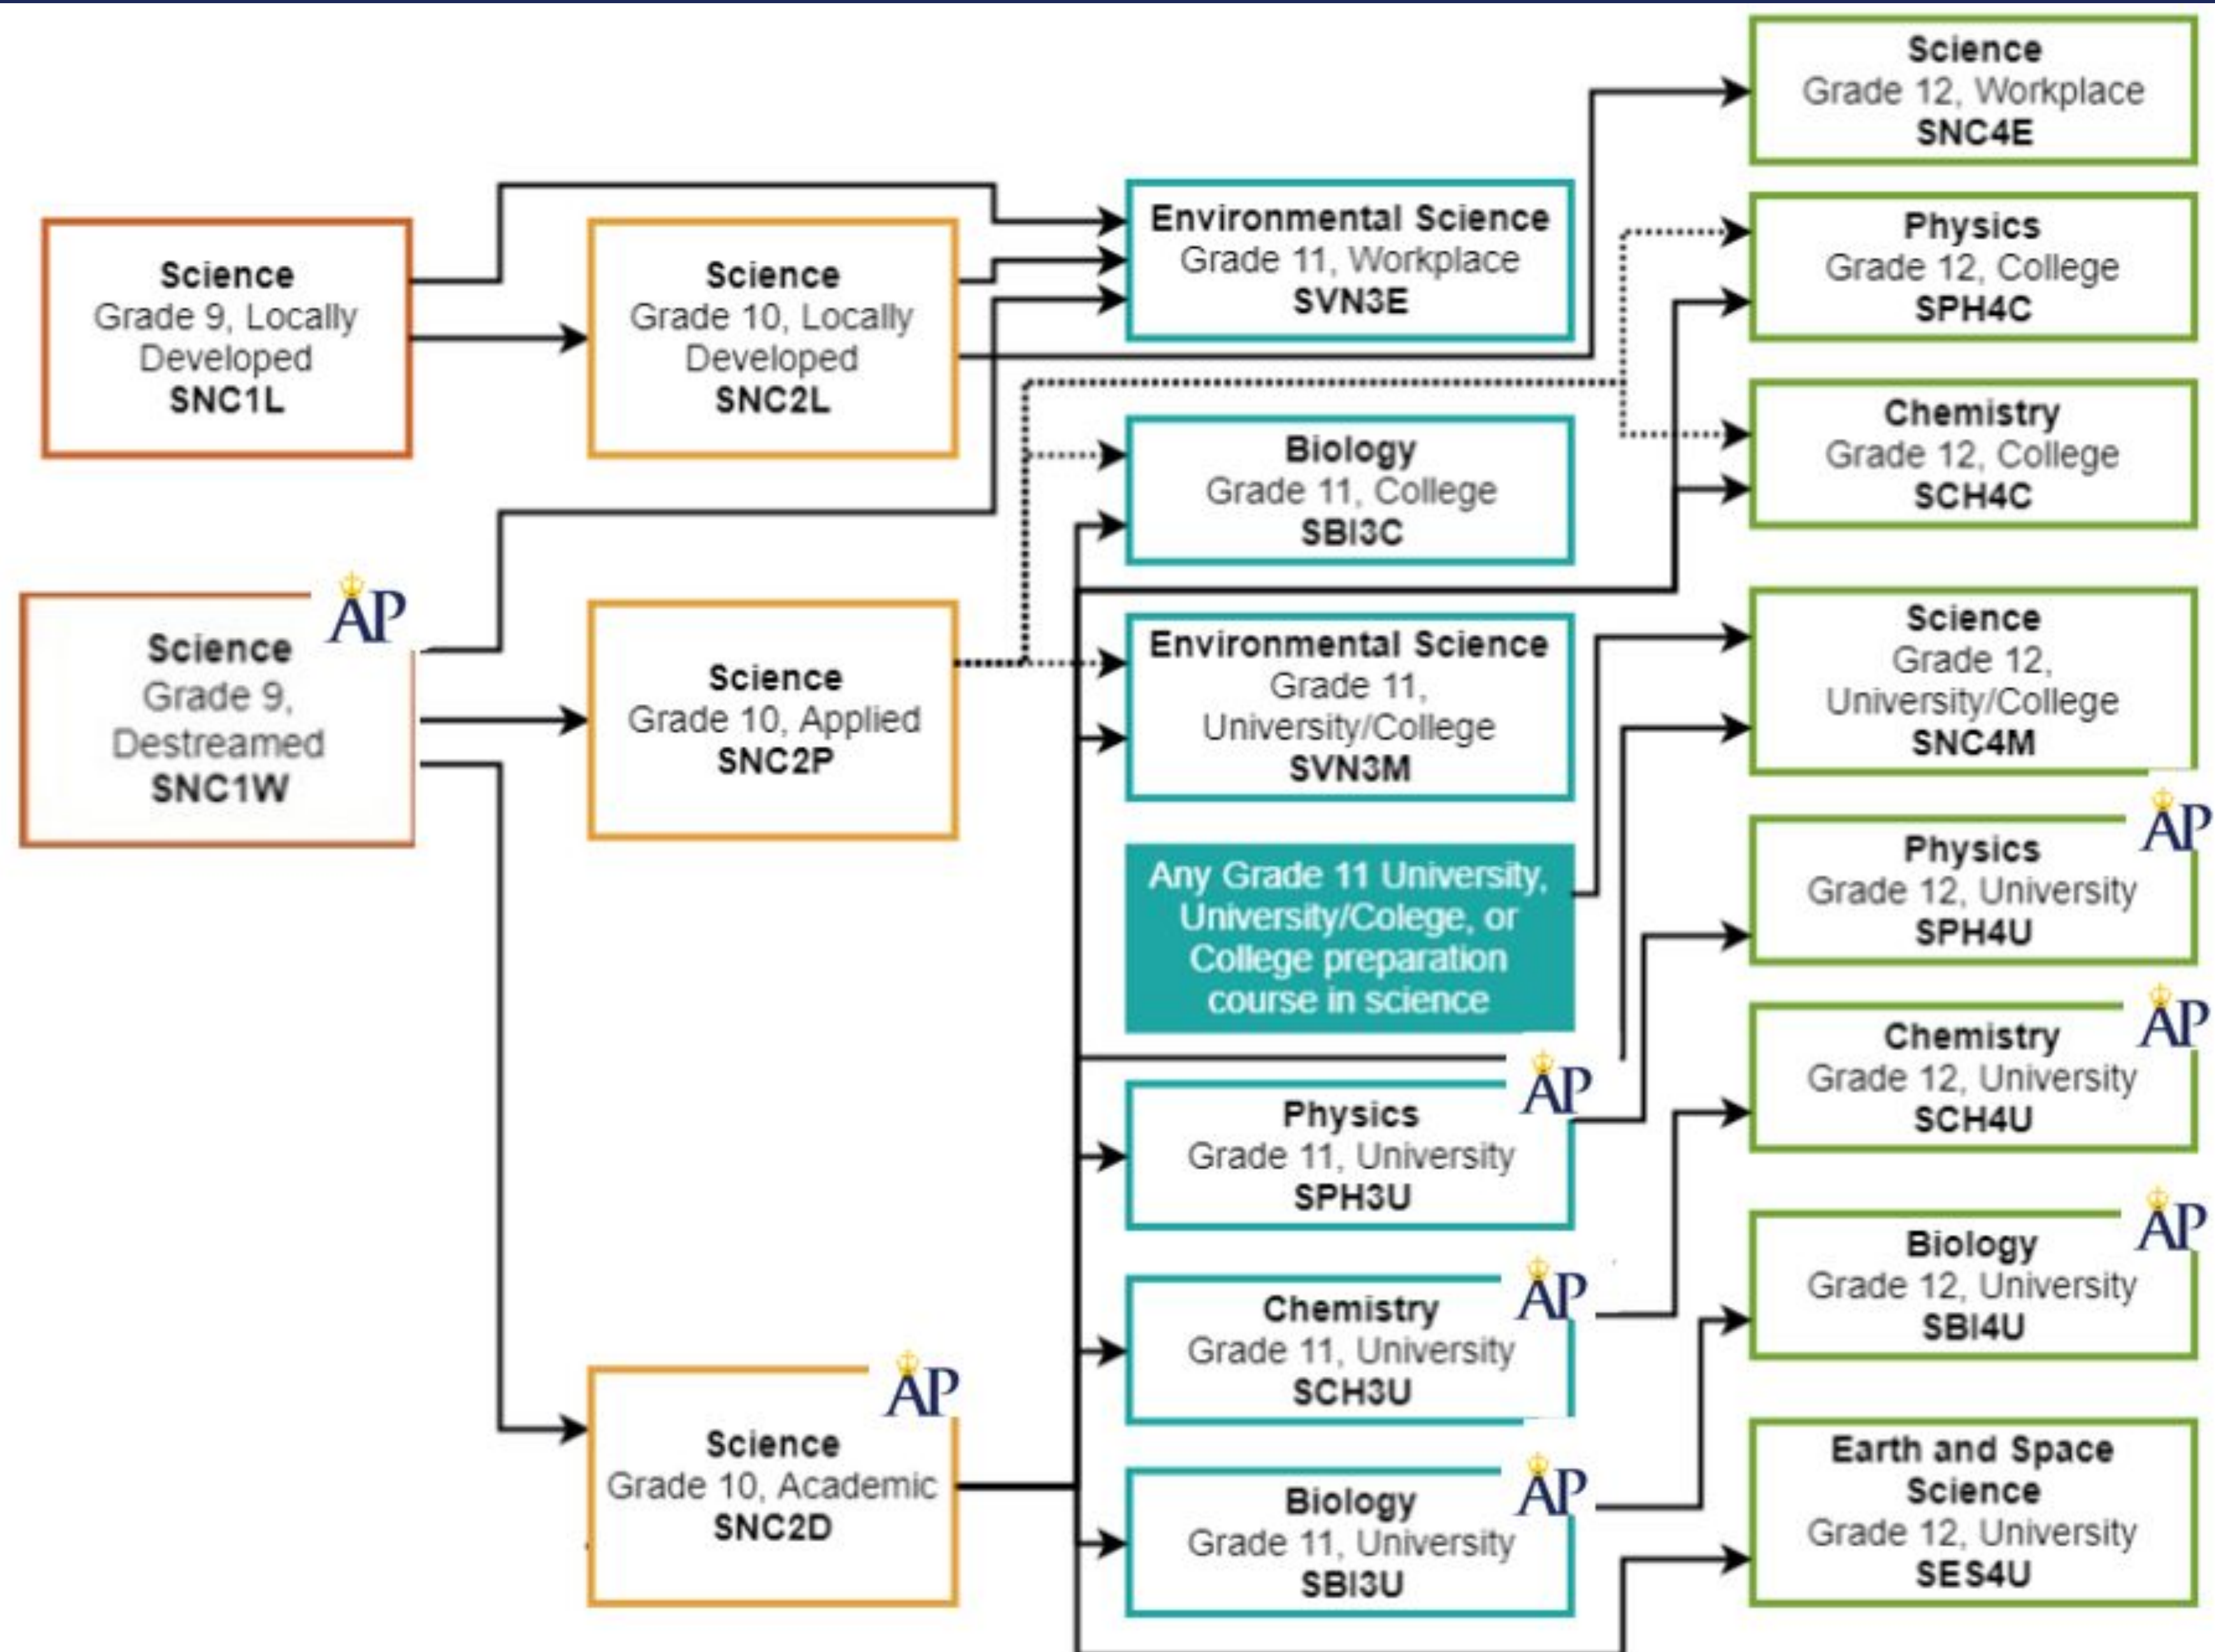 Science
Grade 9, Locally
Developed
SNC1L
AP
Science
Grade 9,
Destreamed
SNC1W
Science
Grade 10, Locally
Developed
SNC2L
Science
Grade 10, Applied
SNC2P
AP
Science
Grade 10, Academic
SNC2D
Environmental Science
Grade 11, Workplace
SVN3E
Biology
Grade 11, College
SBI3C
Environmental Science
Grade 11,
University/College
SVN3M
Any Grade 11 University,
University/Colege, or
College preparation
course in science
AP
Physics
Grade 11, University
SPH3U
AP
Chemistry
Grade 11, University
SCH3U
AP
Biology
Grade 11, University
SBI3U
Science
Grade 12, Workplace
SNC4E
Physics
Grade 12, College
SPH4C
Chemistry
Grade 12, College
SCH4C
Science
Grade 12,
University/College
SNC4M
AP
Physics
Grade 12, University
SPH4U
AP
Chemistry
Grade 12, University
SCH4U
AP
Biology
Grade 12, University
SBI4U
Earth and Space
Science
Grade 12, University
SES4U